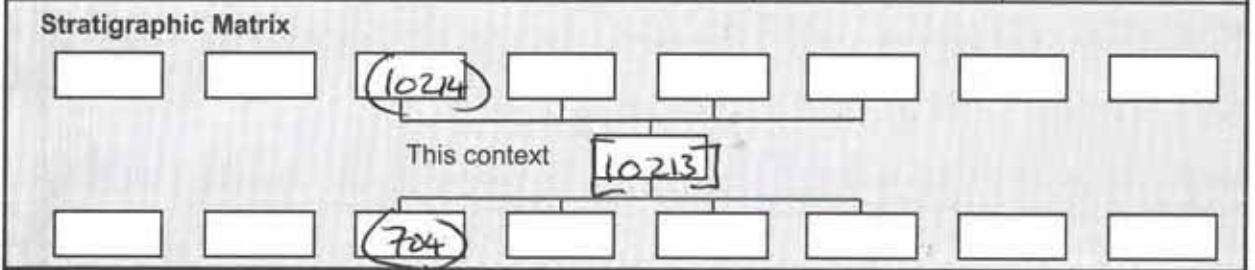 Stratigraphic Matrix
(10214)
This context [10213]
(704)